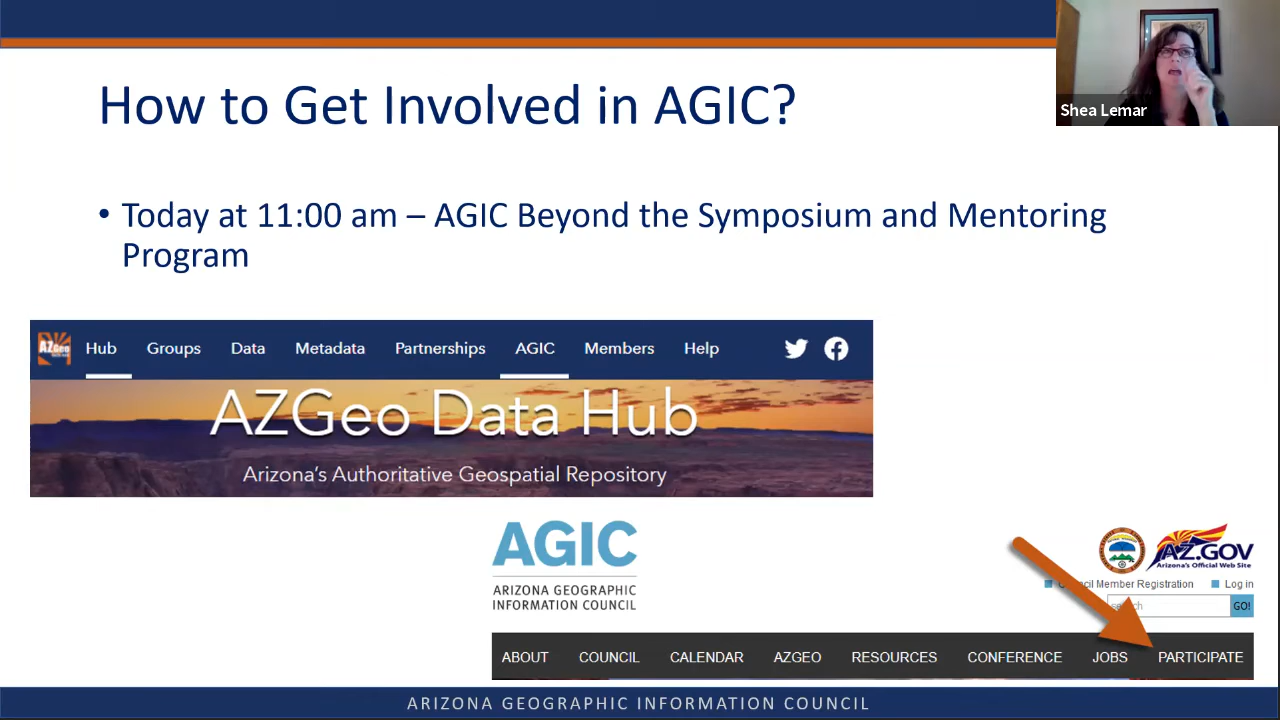 How to Get Involved in AGIC?
Shea Lemar
• Today at 11:00 am – AGIC Beyond the Symposium and Mentoring
Program
AZGeo
Hub Groups Data Metadata Partnerships AGIC Members Help
AZGeo Data Hub
Arizona's Authoritative Geospatial Repository
AGIC
ARIZONA GEOGRAPHIC
INFORMATION COUNCIL
AZ.GOV
Arizona's Official Web Site
Council Member Registration Log in
search GO!
ABOUT COUNCIL CALENDAR AZGEO RESOURCES CONFERENCE JOBS PARTICIPATE
ARIZONA GEOGRAPHIC INFORMATION COUNCIL